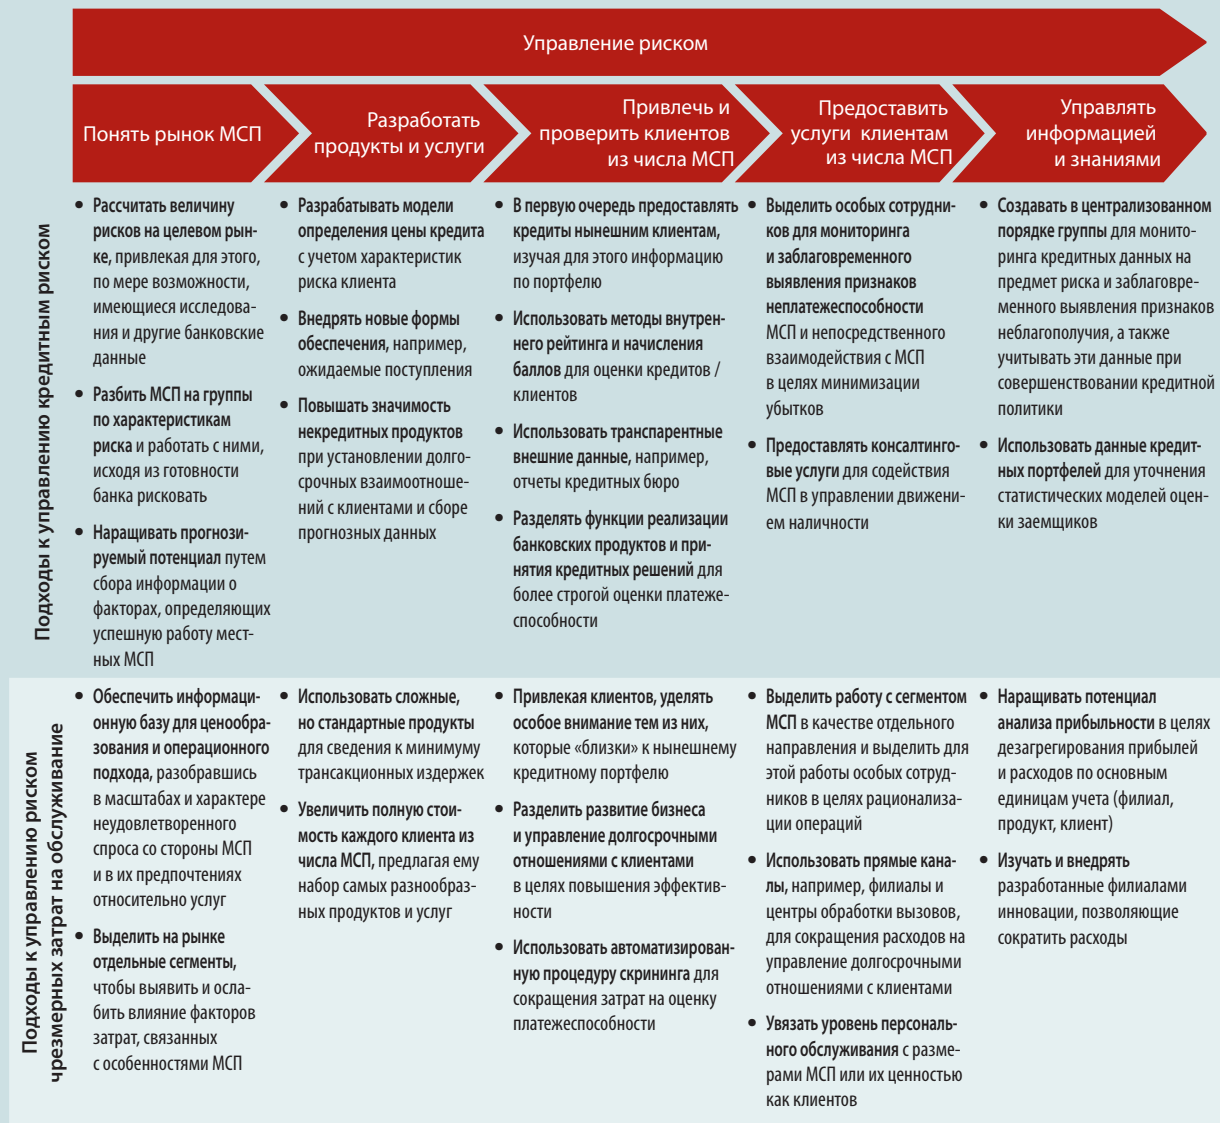 Управление риском
Понять рынок МСП
Разработать
продукты и услуги
Привлечь и
проверить клиентов
из числа МСП
Предоставить
услуги клиентам
из числа МСП
Управлять
информацией
и знаниями
Подходы к управлению кредитным риском
• Рассчитать величину
рисков на целевом рын-
ке, привлекая для этого,
по мере возможности,
имеющиеся исследова-
ния и другие банковские
данные
• Разбить МСП на группы
по характеристикам
риска и работать с ними,
исходя из готовности
банка рисковать
• Наращивать прогнози-
руемый потенциал путем
сбора информации о
факторах, определяющих
успешную работу мест-
ных МСП
• Разрабатывать модели
определения цены кредита
с учетом характеристик
риска клиента
• Внедрять новые формы
обеспечения, например,
ожидаемые поступления
• Повышать значимость
некредитных продуктов
при установлении долго-
срочных взаимоотноше-
ний с клиентами и сборе
прогнозных данных
• В первую очередь предоставлять
кредиты нынешним клиентам,
изучая для этого информацию
по портфелю
• Использовать методы внутрен-
него рейтинга и начисления
баллов для оценки кредитов /
клиентов
• Использовать транспарентные
внешние данные, например,
отчеты кредитных бюро
• Разделять функции реализации
банковских продуктов и при-
нятия кредитных решений для
более строгой оценки платеже-
способности
• Выделить особых сотрудни-
ков для мониторинга
и заблаговременного
выявления признаков
неплатежеспособности
МСП и непосредственного
взаимодействия с МСП
в целях минимизации
убытков
• Предоставлять консалтинго-
вые услуги для содействия
МСП в управлении движени-
ем наличности
• Создавать в централизованном
порядке группы для монито-
ринга кредитных данных на
предмет риска и заблаговре-
менного выявления признаков
неблагополучия, а также
учитывать эти данные при
совершенствовании кредитной
политики
• Использовать данные кредит-
ных портфелей для уточнения
статистических моделей оцен-
ки заемщиков
Подходы к управлению риском
чрезмерных затрат на обслуживание
• Обеспечить информаци-
онную базу для ценообра-
зования и операционного
подхода, разобравшись
в масштабах и характере
неудовлетворенного
спроса со стороны МСП
и в их предпочтениях
относительно услуг
• Выделить на рынке
отдельные сегменты,
чтобы выявить и осла-
бить влияние факторов
затрат, связанных
с особенностями МСП
• Использовать сложные,
но стандартные продукты
для сведения к минимуму
трансакционных издержек
• Увеличить полную стои-
мость каждого клиента из
числа МСП, предлагая ему
набор самых разнообраз-
ных продуктов и услуг
• Привлекая клиентов, уделять
особое внимание тем из них,
которые «близки» к нынешнему
кредитному портфелю
• Разделить развитие бизнеса
и управление долгосрочными
отношениями с клиентами
в целях повышения эффектив-
ности
• Использовать автоматизирован-
ную процедуру скрининга для
сокращения затрат на оценку
платежеспособности
• Выделить работу с сегментом
МСП в качестве отдельного
направления и выделить для
этой работы особых сотруд-
ников в целях рационализа-
ции операций
• Использовать прямые кана-
лы, например, филиалы и
центры обработки вызовов,
для сокращения расходов на
управление долгосрочными
отношениями с клиентами
• Увязать уровень персональ-
ного обслуживания с разме-
рами МСП или их ценностью
как клиентов
• Наращивать потенциал
анализа прибыльности в целях
дезагрегирования прибылей
и расходов по основным
единицам учета (филиал,
продукт, клиент)
• Изучать и внедрять
разработанные филиалами
инновации, позволяющие
сократить расходы